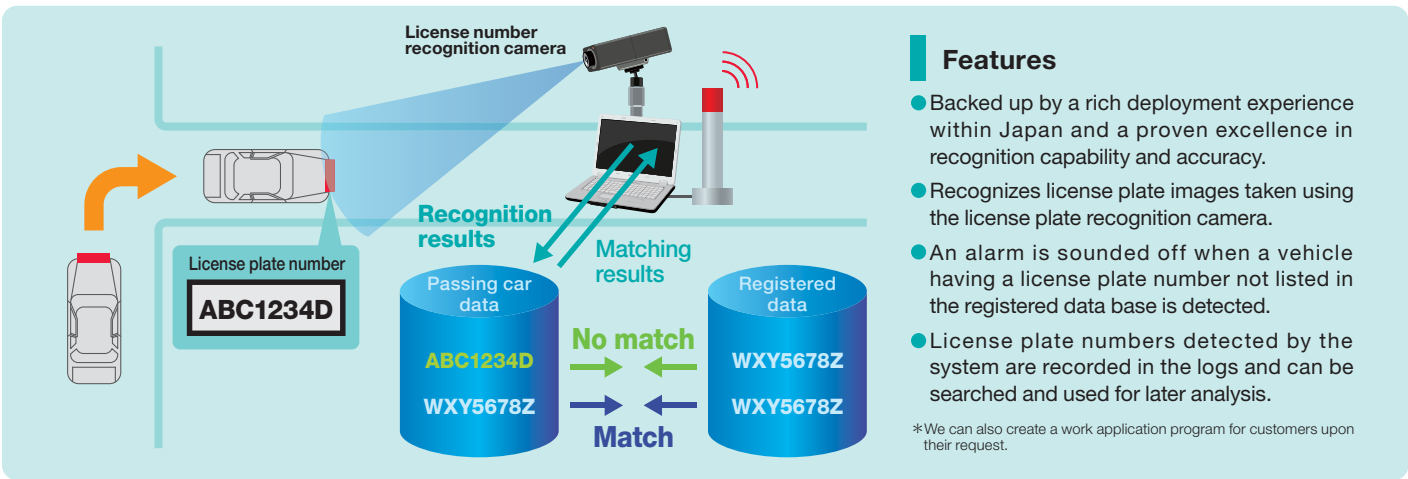 License number
recognition camera
License plate number
ABC1234D
Recognition
results
Matching
results
Passing car
data
Registered
data
No match
ABC1234D
WXY5678Z
WXY5678Z
WXY5678Z
Match
Features
● Backed up by a rich deployment experience
within Japan and a proven excellence in
recognition capability and accuracy.
● Recognizes license plate images taken using
the license plate recognition camera.
● An alarm is sounded off when a vehicle
having a license plate number not listed in
the registered data base is detected.
● License plate numbers detected by the
system are recorded in the logs and can be
searched and used for later analysis.
＊We can also create a work application program for customers upon
their request.